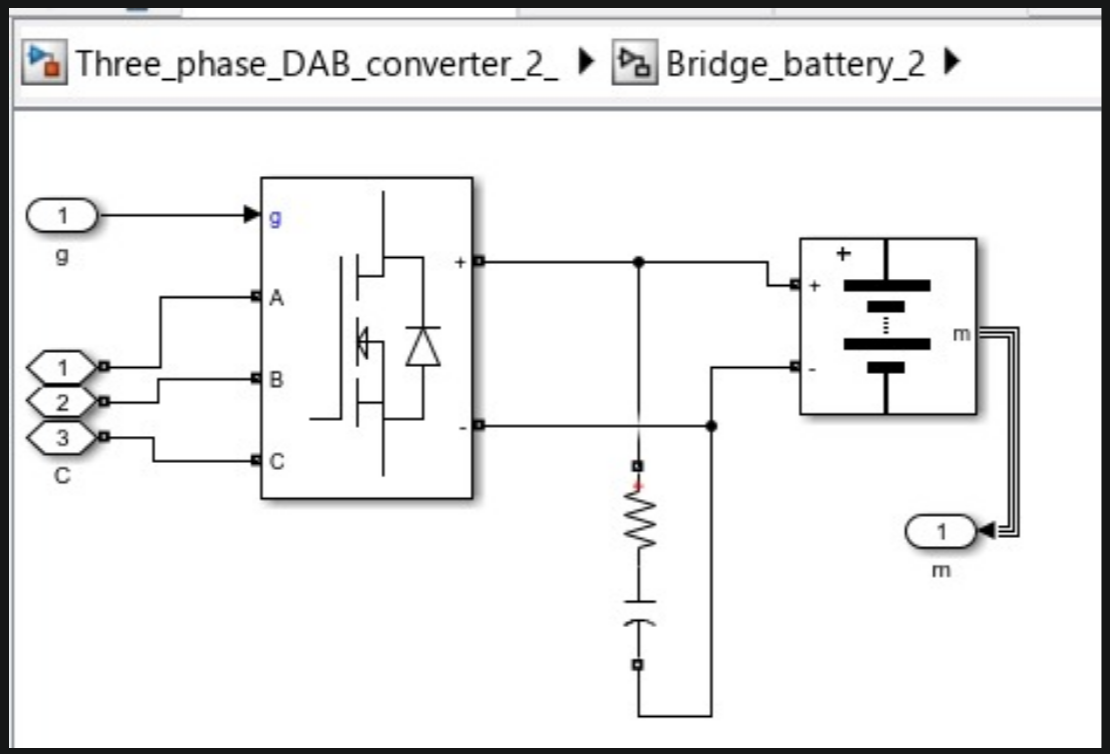 Three_phase_DAB_converter_2_ Bridge_battery_2
1
g
g
A
B
C
+
-
1
2
3
C
+
+
-
m
1
m
+